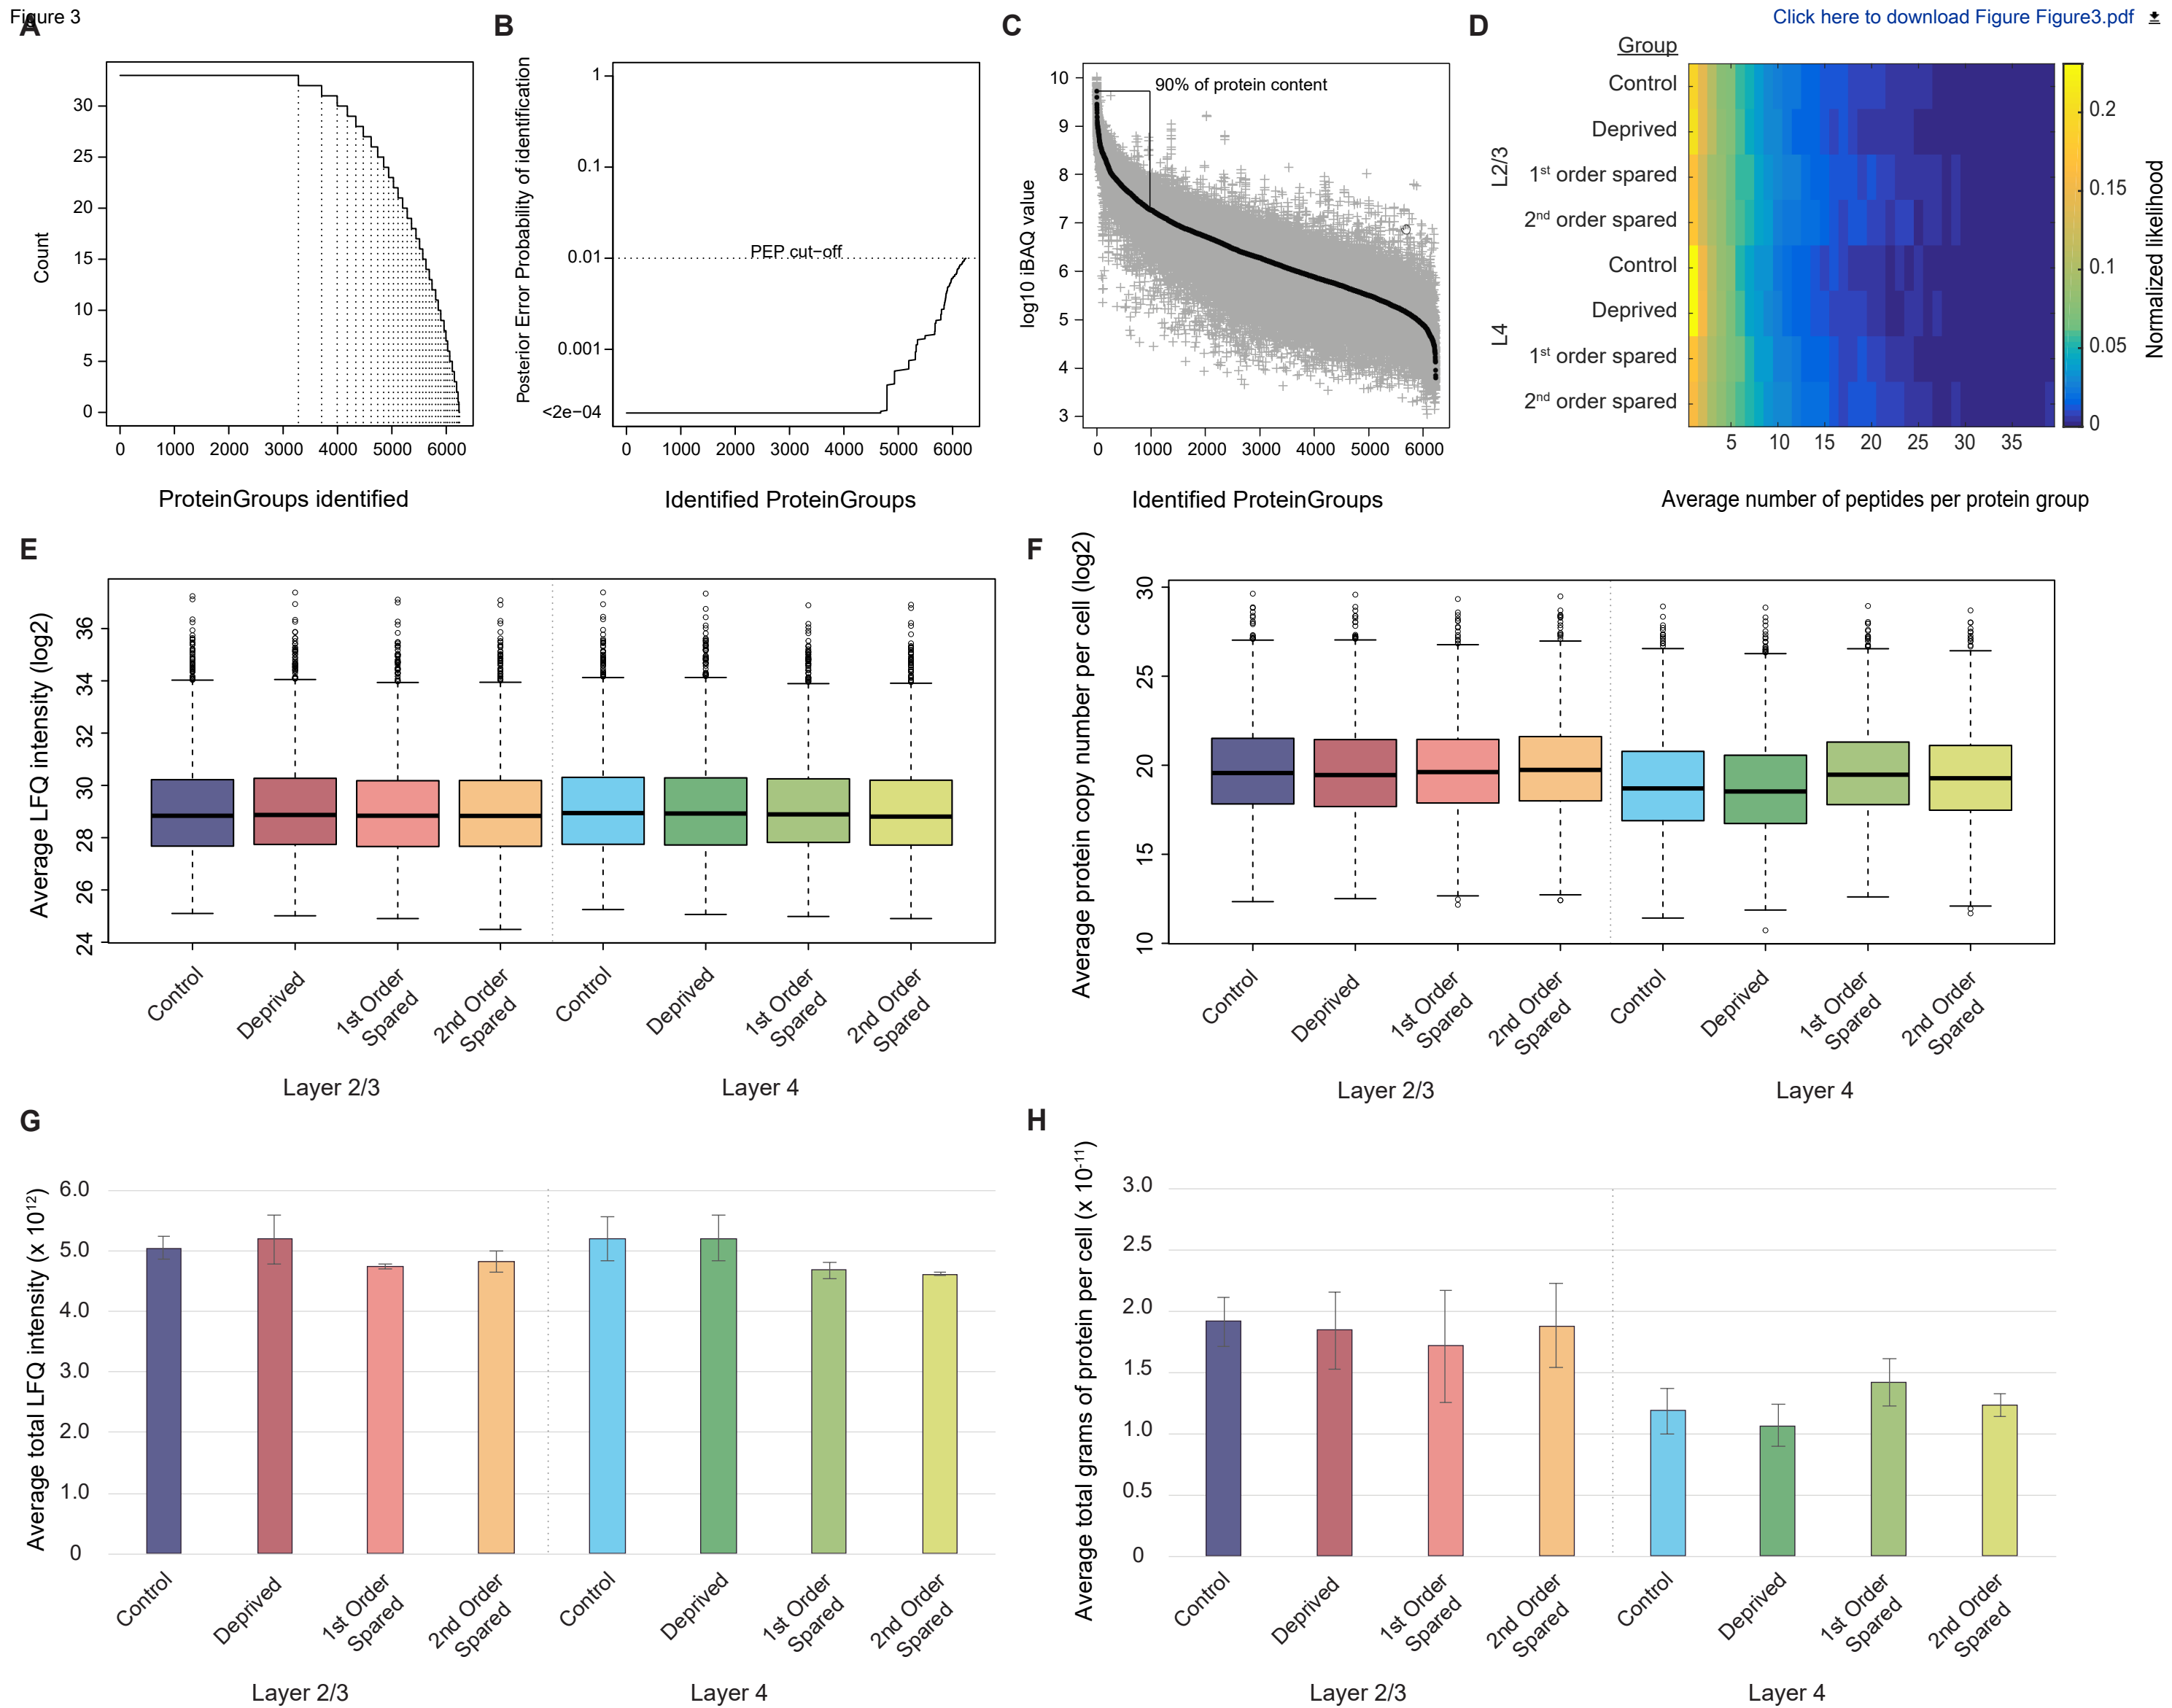 Figure 3
Click here to download Figure Figure3.pdf
A
Count
30
25
20
15
10
5
0
0 1000 2000 3000 4000 5000 6000
ProteinGroups identified
B
Posterior Error Probability of identification
1
0.1
0.01
0.001
<2e−04
PEP cut−off
0 1000 2000 3000 4000 5000 6000
Identified ProteinGroups
C
log10 iBAQ value
10
9
8
7
6
5
4
3
90% of protein content
0 1000 2000 3000 4000 5000 6000
Identified ProteinGroups
D
Group
L2/3
Control
Deprived
1st order spared
2nd order spared
L4
Control
Deprived
1st order spared
2nd order spared
5 10 15 20 25 30 35
Average number of peptides per protein group
0.2
0.15
0.1
0.05
0
Normalized likelihood
E
Average LFQ intensity (log2)
36
34
32
30
28
26
24
Control
Deprived
1st Order
Spared
2nd Order
Spared
Control
Deprived
1st Order
Spared
2nd Order
Spared
Layer 2/3
Layer 4
F
Average protein copy number per cell (log2)
30
25
20
15
10
Control
Deprived
1st Order
Spared
2nd Order
Spared
Control
Deprived
1st Order
Spared
2nd Order
Spared
Layer 2/3
Layer 4
G
Average total LFQ intensity (x 10¹²)
6.0
5.0
4.0
3.0
2.0
1.0
0
Control
Deprived
1st Order
Spared
2nd Order
Spared
Control
Deprived
1st Order
Spared
2nd Order
Spared
Layer 2/3
Layer 4
H
Average total grams of protein per cell (x 10⁻¹¹)
3.0
2.5
2.0
1.5
1.0
0.5
0
Control
Deprived
1st Order
Spared
2nd Order
Spared
Control
Deprived
1st Order
Spared
2nd Order
Spared
Layer 2/3
Layer 4